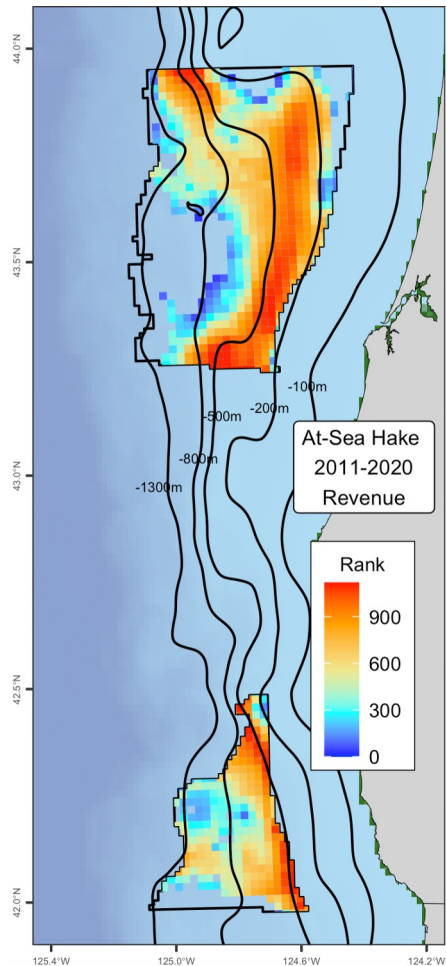 44.0°N
43.5°N
43.0°N
42.5°N
42.0°N
-100m
-200m
-500m
-800m
-1300m
At-Sea Hake
2011-2020
Revenue
Rank
900
600
300
0
125.4°W
125.0°W
124.6°W
124.2°W